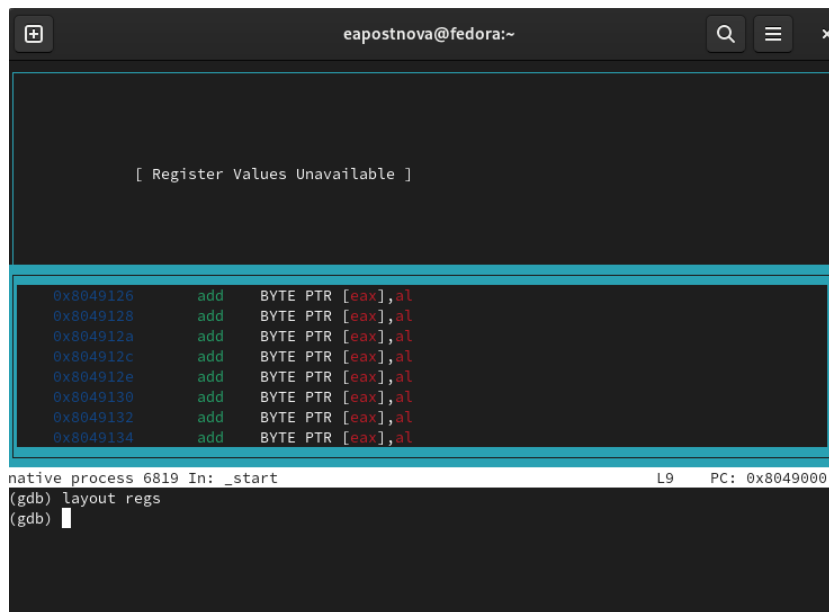 eapostnova@fedora:~
[ Register Values Unavailable ]
0x8049126 add BYTE PTR [eax],al
0x8049128 add BYTE PTR [eax],al
0x804912a add BYTE PTR [eax],al
0x804912c add BYTE PTR [eax],al
0x804912e add BYTE PTR [eax],al
0x8049130 add BYTE PTR [eax],al
0x8049132 add BYTE PTR [eax],al
0x8049134 add BYTE PTR [eax],al
native process 6819 In: _start L9 PC: 0x8049000
(gdb) layout regs
(gdb)